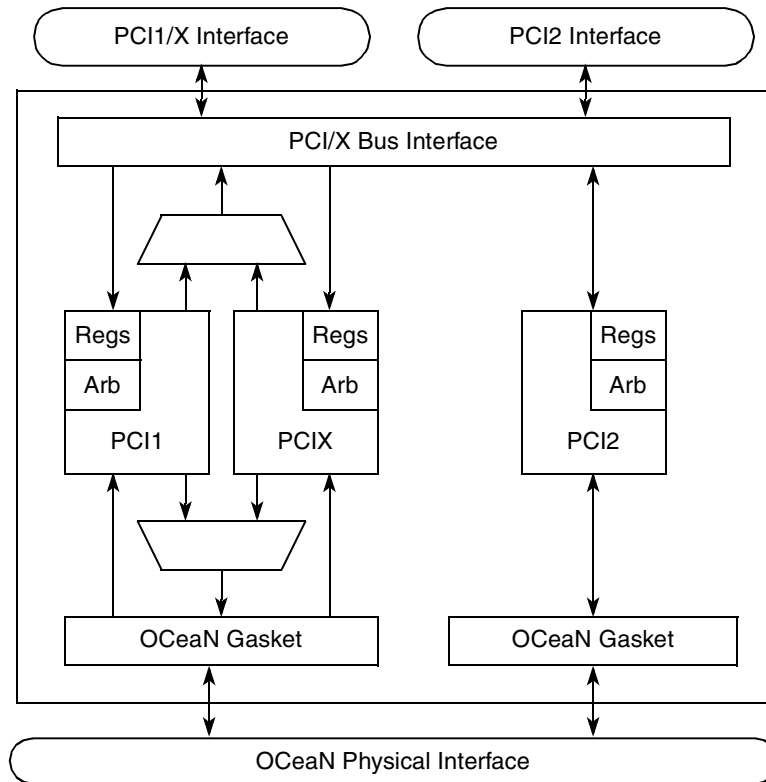 PCI1/X Interface
PCI2 Interface
PCI/X Bus Interface
Regs
Arb
PCI1
Regs
Arb
PCIX
Regs
Arb
PCI2
OCeaN Gasket
OCeaN Gasket
OCeaN Physical Interface